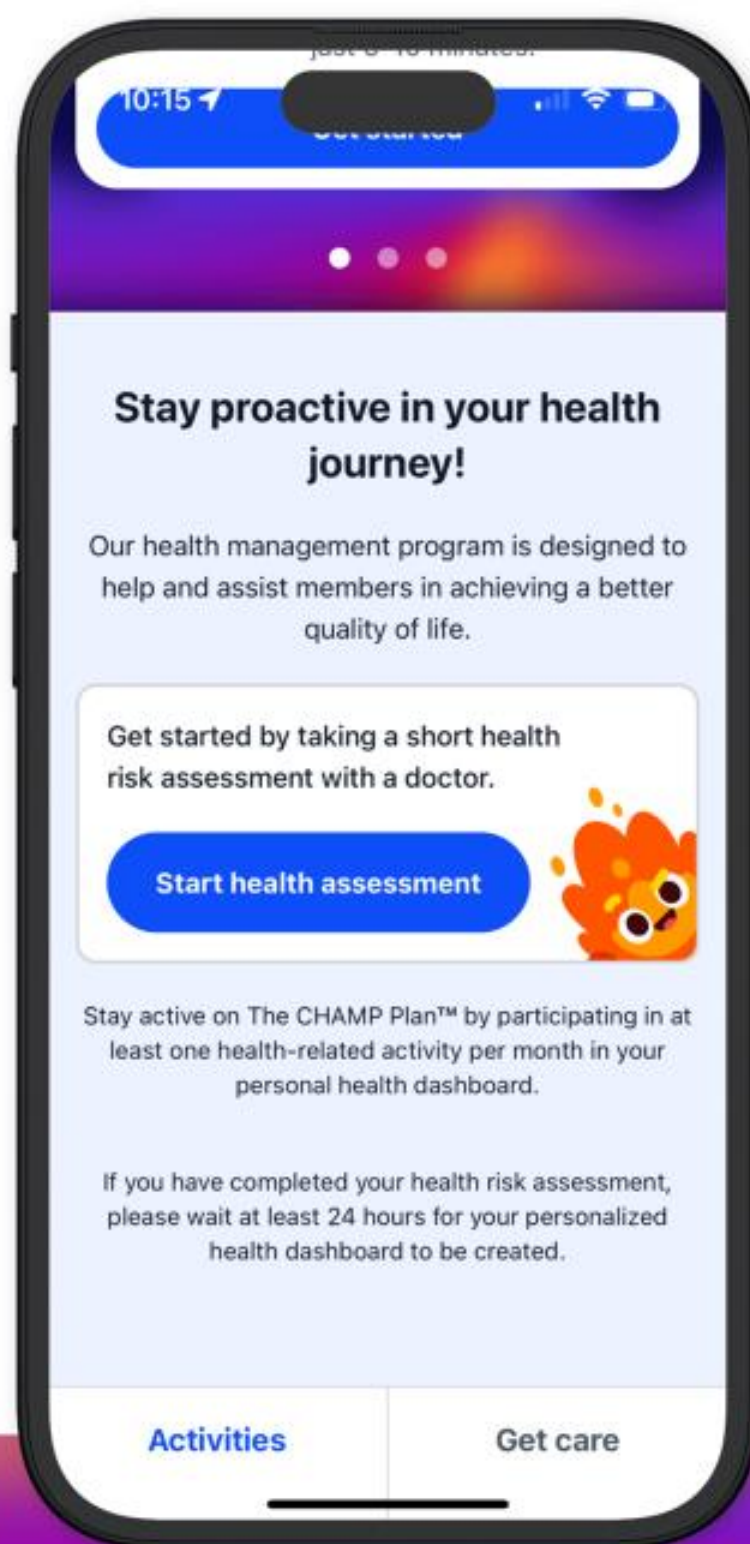 10:15
Get started
Stay proactive in your health
journey!
Our health management program is designed to
help and assist members in achieving a better
quality of life.
Get started by taking a short health
risk assessment with a doctor.
Start health assessment
Stay active on The CHAMP Plan™ by participating in at
least one health-related activity per month in your
personal health dashboard.
If you have completed your health risk assessment,
please wait at least 24 hours for your personalized
health dashboard to be created.
Activities
Get care